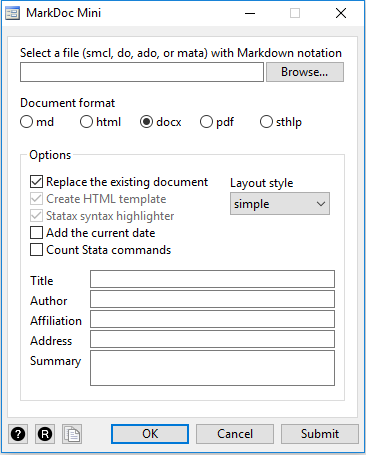 MarkDoc Mini
Select a file (smcl, do, ado, or mata) with Markdown notation
Browse...
Document format
md html docx pdf sthlp
Options
Replace the existing document
Layout style
Create HTML template
simple
Statax syntax highlighter
Add the current date
Count Stata commands
Title
Author
Affiliation
Address
Summary
? R OK Cancel Submit